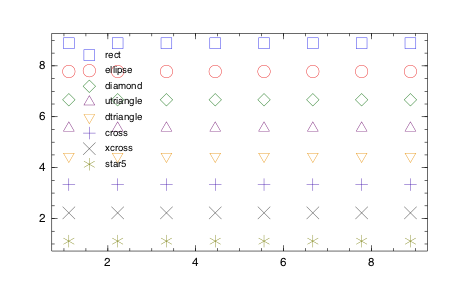 8
6
4
2
rect
ellipse
diamond
utriangle
dtriangle
cross
xcross
star5
2 4 6 8